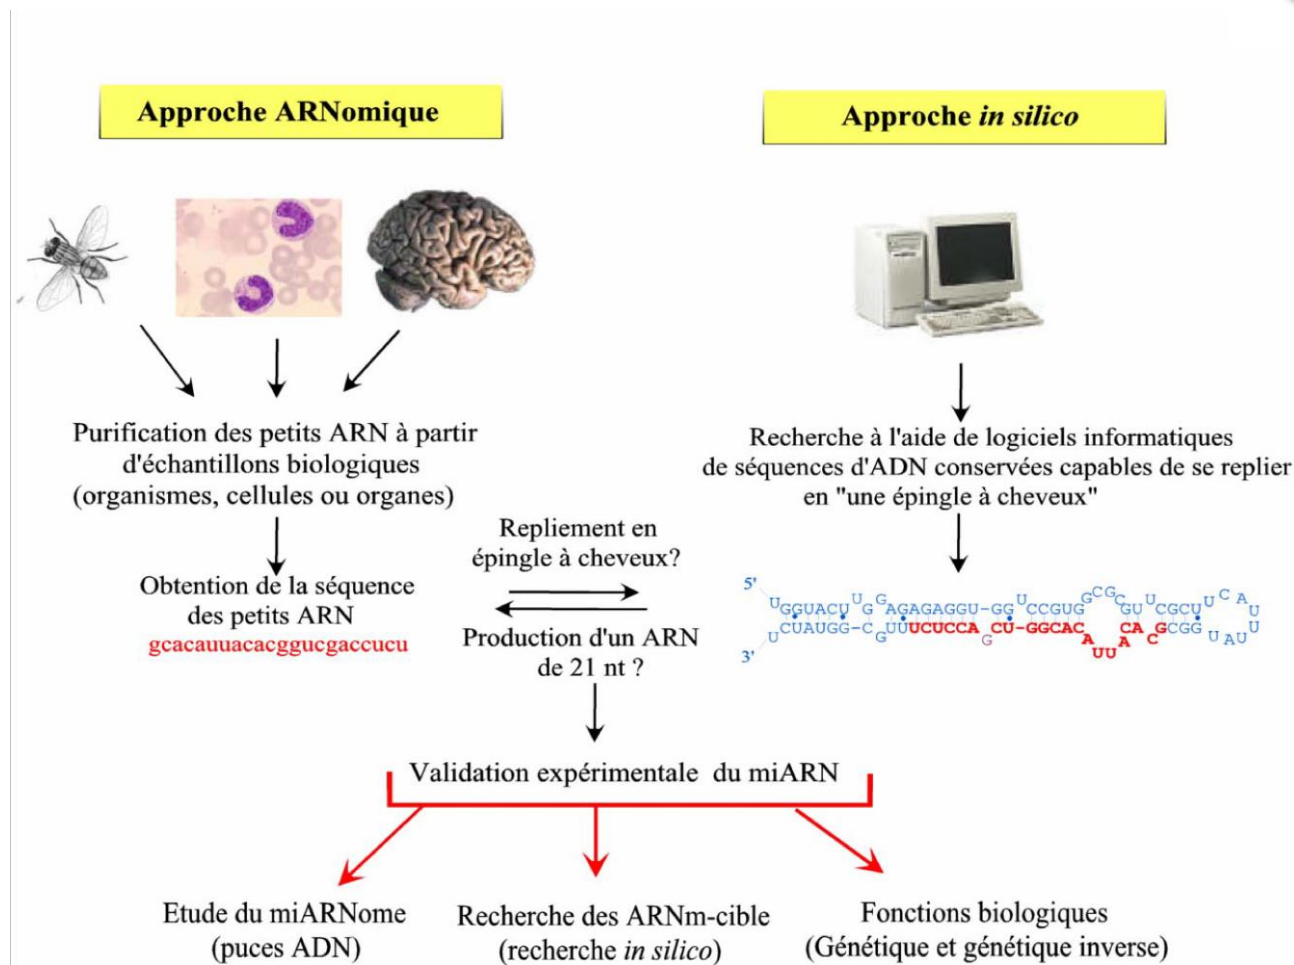 Approche ARNomique
Approche in silico
Purification des petits ARN à partir
d'échantillons biologiques
(organismes, cellules ou organes)
Recherche à l'aide de logiciels informatiques
de séquences d'ADN conservées capables de se replier
en "une épingle à cheveux"
Obtention de la séquence
des petits ARN
gcacauuacacggucgaccucu
Repliement en
épingle à cheveux?
Production d'un ARN
de 21 nt ?
5'
3'
Validation expérimentale du miARN
Etude du miARNome
(puces ADN)
Recherche des ARNm-cible
(recherche in silico)
Fonctions biologiques
(Génétique et génétique inverse)